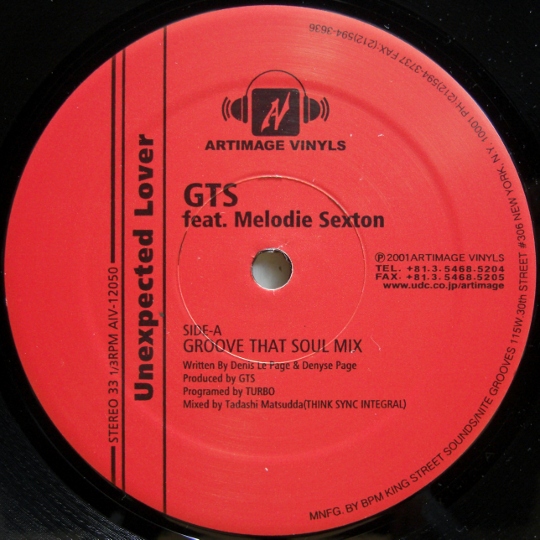 ARTIMAGE VINYLS
GTS
feat. Melodie Sexton
Unexpected Lover
STEREO 33 1/3RPM AIV-12050
℗2001 ARTIMAGE VINYLS
TEL. +81.3.5468.5204
FAX. +81.3.5468.5205
www.udc.co.jp/artimage
SIDE-A
GROOVE THAT SOUL MIX
Written By Denis Le Page & Denyse Page
Produced by GTS
Programed by TURBO
Mixed by Tadashi Matsudda(THINK SYNC INTEGRAL)
MNFG. BY BPM KING STREET SOUNDS/NITE GROOVES 115W.30th STREET #306 NEW YORK, N.Y. 10001 PH:(212)594-3737 FAX:(212)594-3636